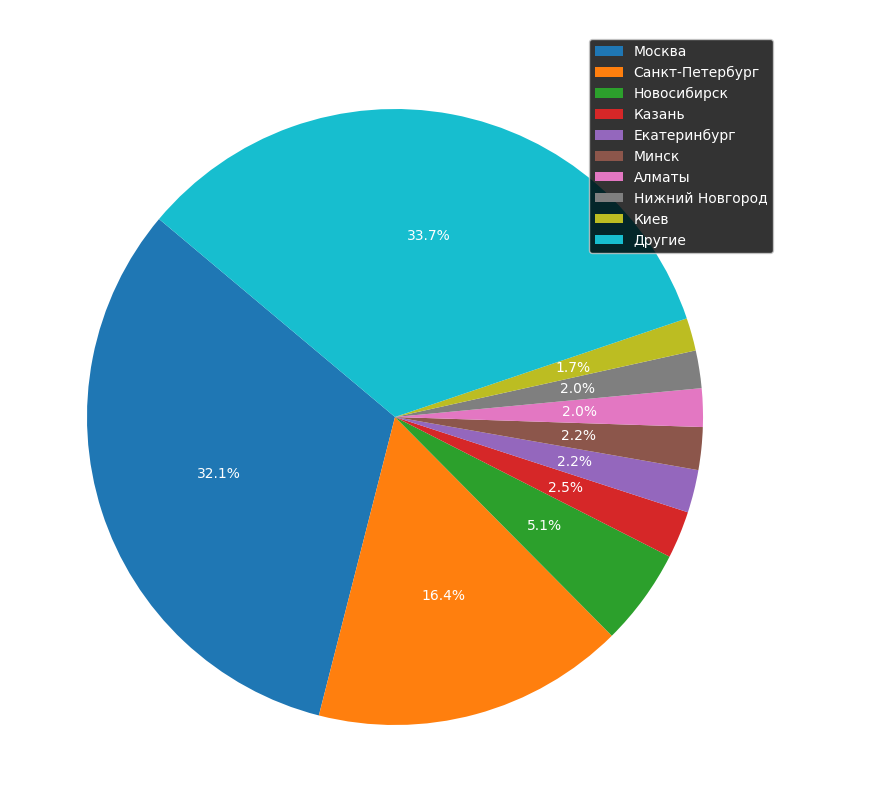 Москва
Санкт-Петербург
Новосибирск
Казань
Екатеринбург
Минск
Алматы
Нижний Новгород
Киев
Другие
33.7%
1.7%
2.0%
2.0%
2.2%
2.2%
2.5%
5.1%
16.4%
32.1%